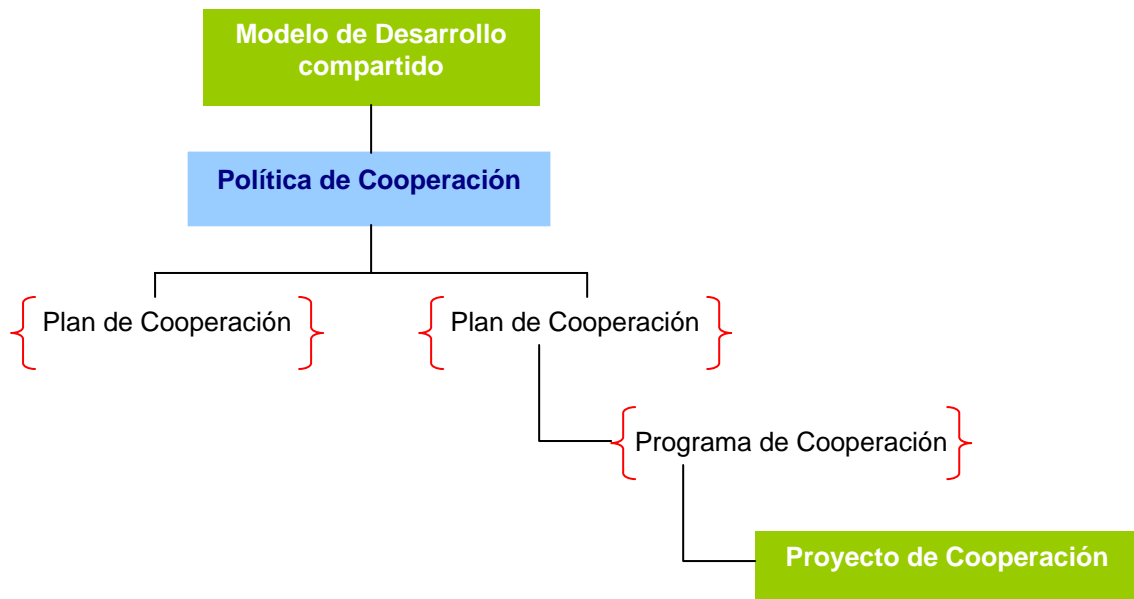 Modelo de Desarrollo
compartido
Política de Cooperación
Plan de Cooperación
Plan de Cooperación
Programa de Cooperación
Proyecto de Cooperación